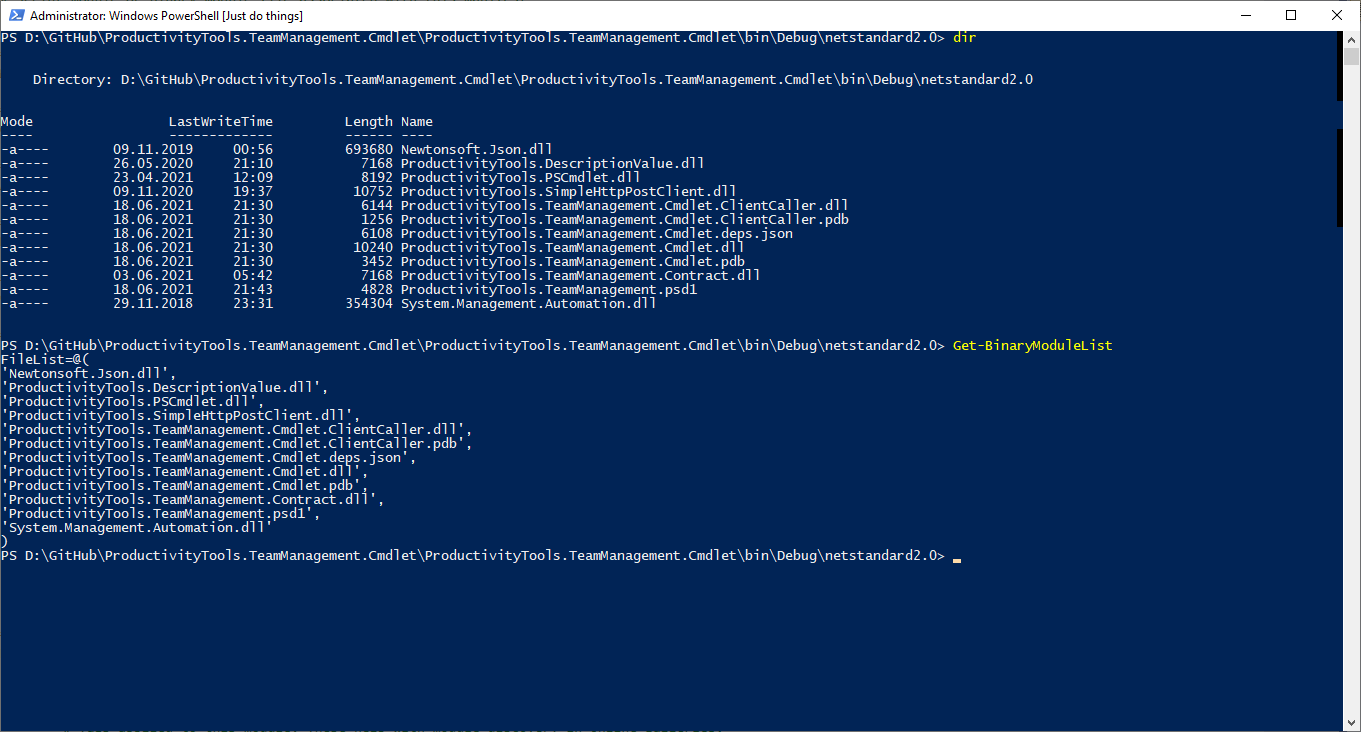 Administrator: Windows PowerShell [Just do things]
PS D:\GitHub\ProductivityTools.TeamManagement.Cmdlet\ProductivityTools.TeamManagement.Cmdlet\bin\Debug\netstandard2.0> dir
Directory: D:\GitHub\ProductivityTools.TeamManagement.Cmdlet\ProductivityTools.TeamManagement.Cmdlet\bin\Debug\netstandard2.0
Mode                 LastWriteTime         Length Name
----                 -------------         ------ ----
-a----        09.11.2019     00:56         693680 Newtonsoft.Json.dll
-a----        26.05.2020     21:10           7168 ProductivityTools.DescriptionValue.dll
-a----        23.04.2021     12:09           8192 ProductivityTools.PSCmdlet.dll
-a----        09.11.2020     19:37          10752 ProductivityTools.SimpleHttpPostClient.dll
-a----        18.06.2021     21:30           6144 ProductivityTools.TeamManagement.Cmdlet.ClientCaller.dll
-a----        18.06.2021     21:30           1256 ProductivityTools.TeamManagement.Cmdlet.ClientCaller.pdb
-a----        18.06.2021     21:30           6108 ProductivityTools.TeamManagement.Cmdlet.deps.json
-a----        18.06.2021     21:30          10240 ProductivityTools.TeamManagement.Cmdlet.dll
-a----        18.06.2021     21:30           3452 ProductivityTools.TeamManagement.Cmdlet.pdb
-a----        03.06.2021     05:42           7168 ProductivityTools.TeamManagement.Contract.dll
-a----        18.06.2021     21:43           4828 ProductivityTools.TeamManagement.psd1
-a----        29.11.2018     23:31         354304 System.Management.Automation.dll
PS D:\GitHub\ProductivityTools.TeamManagement.Cmdlet\ProductivityTools.TeamManagement.Cmdlet\bin\Debug\netstandard2.0> Get-BinaryModuleList
FileList=@(
'Newtonsoft.Json.dll',
'ProductivityTools.DescriptionValue.dll',
'ProductivityTools.PSCmdlet.dll',
'ProductivityTools.SimpleHttpPostClient.dll',
'ProductivityTools.TeamManagement.Cmdlet.ClientCaller.dll',
'ProductivityTools.TeamManagement.Cmdlet.ClientCaller.pdb',
'ProductivityTools.TeamManagement.Cmdlet.deps.json',
'ProductivityTools.TeamManagement.Cmdlet.dll',
'ProductivityTools.TeamManagement.Cmdlet.pdb',
'ProductivityTools.TeamManagement.Contract.dll',
'ProductivityTools.TeamManagement.psd1',
'System.Management.Automation.dll'
)
PS D:\GitHub\ProductivityTools.TeamManagement.Cmdlet\ProductivityTools.TeamManagement.Cmdlet\bin\Debug\netstandard2.0>